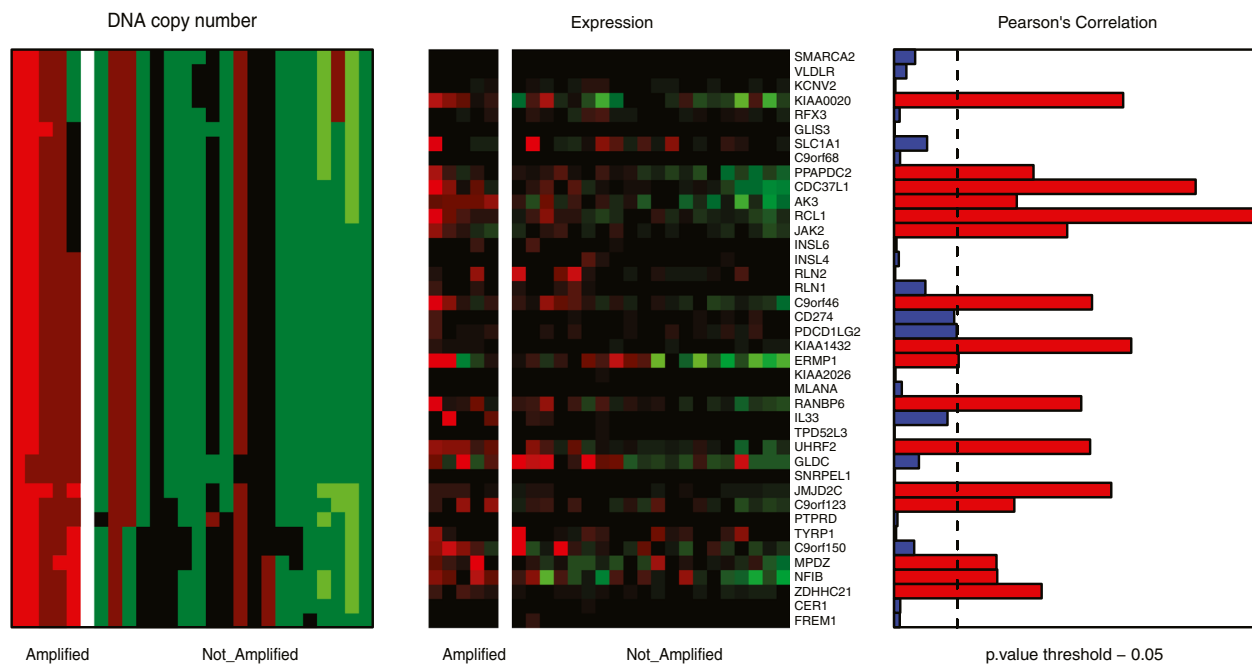 DNA copy number
Expression
Pearson's Correlation
SMARCA2
VLDLR
KCNV2
KIAA0020
RFX3
GLIS3
SLC1A1
C9orf68
PPAPDC2
CDC37L1
AK3
RCL1
JAK2
INSL6
INSL4
RLN2
RLN1
C9orf46
CD274
PDCD1LG2
KIAA1432
ERMP1
KIAA2026
MLANA
RANBP6
IL33
TPD52L3
UHRF2
GLDC
SNRPEL1
JMJD2C
C9orf123
PTPRD
TYRP1
C9orf150
MPDZ
NFIB
ZDHHC21
CER1
FREM1
Amplified
Not_Amplified
Amplified
Not_Amplified
p.value threshold – 0.05